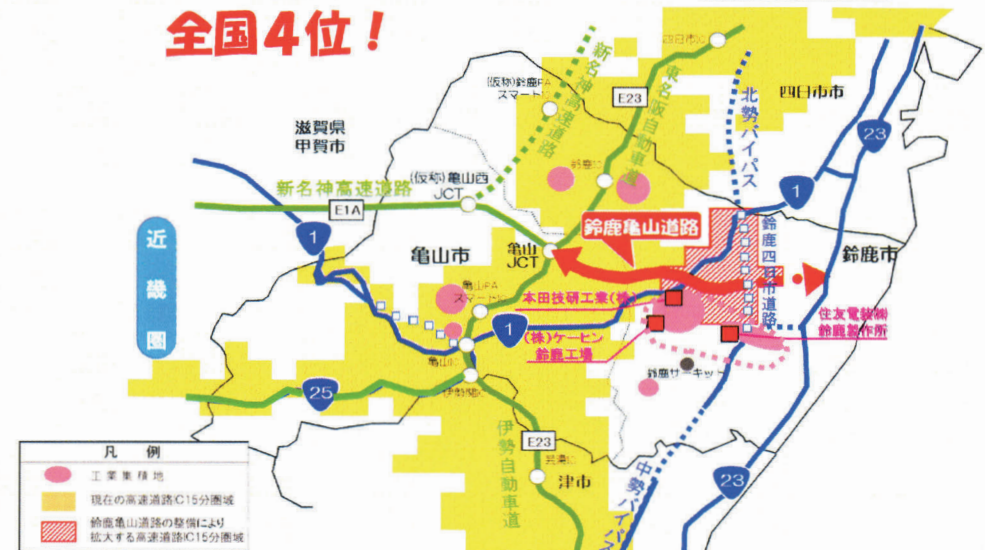 全国4位！
滋賀県
甲賀市
新名神高速道路
E1A
(仮称)亀山西
JCT
(仮称)鈴鹿PA
スマートIC
新名神高速道路
東名阪自動車道
E23
四日市IC
鈴鹿IC
北勢バイパス
四日市市
23
1
1
近畿圏
亀山市
亀山
JCT
鈴鹿亀山道路
鈴鹿四日市道路
鈴鹿市
亀山PA
スマートIC
本田技研工業(株)
1
(株)ケーヒン
鈴鹿工場
住友電装㈱
鈴鹿製作所
亀山IC
伊勢関IC
鈴鹿サーキット
25
伊勢自動車道
E23
芸濃IC
津市
中勢バイパス
23
凡 例
工業集積地
現在の高速道路IC15分圏域
鈴鹿亀山道路の整備により
拡大する高速道路IC15分圏域